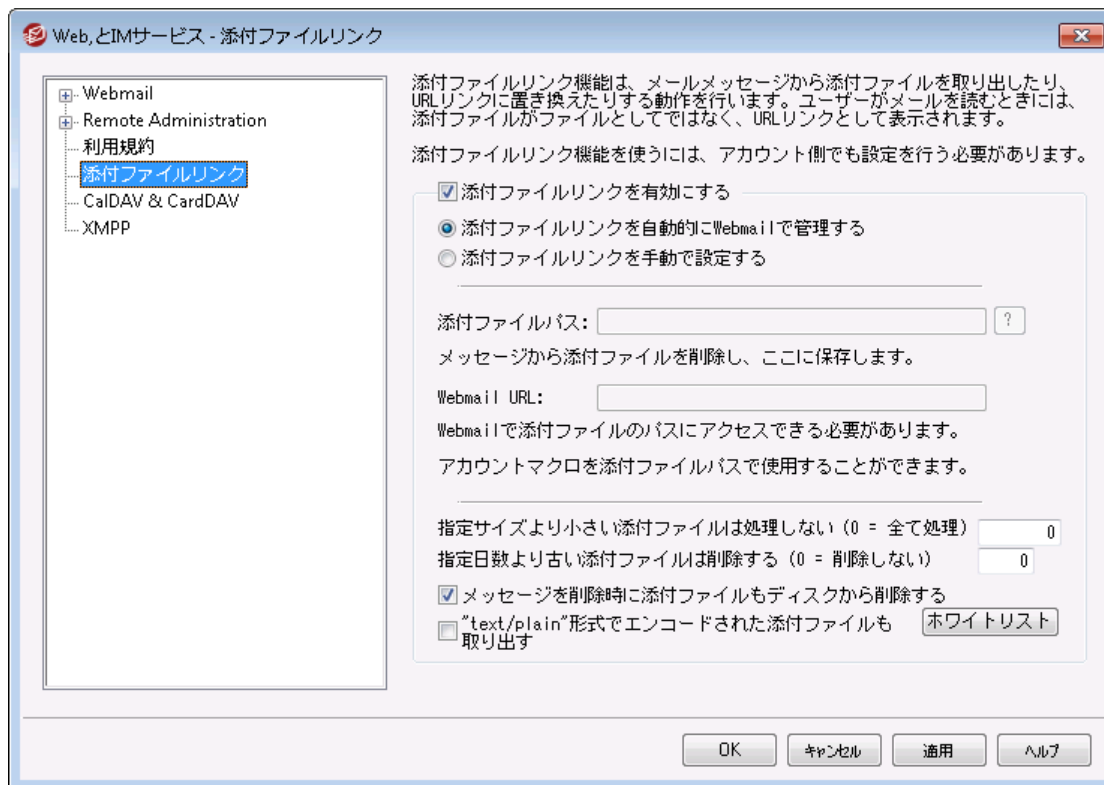 Web,とIMサービス - 添付ファイルリンク
Webmail
Remote Administration
利用規約
添付ファイルリンク
CalDAV & CardDAV
XMPP
添付ファイルリンク機能は、メールメッセージから添付ファイルを取り出したり、
URLリンクに置き換えたりする動作を行います。ユーザーがメールを読むときには、
添付ファイルがファイルとしてではなく、URLリンクとして表示されます。
添付ファイルリンク機能を使うには、アカウント側でも設定を行う必要があります。
添付ファイルリンクを有効にする
添付ファイルリンクを自動的にWebmailで管理する
添付ファイルリンクを手動で設定する
添付ファイルパス:
?
メッセージから添付ファイルを削除し、ここに保存します。
Webmail URL:
Webmailで添付ファイルのパスにアクセスできる必要があります。
アカウントマクロを添付ファイルパスで使用することができます。
指定サイズより小さい添付ファイルは処理しない (0 = 全て処理) 0
指定日数より古い添付ファイルは削除する (0 = 削除しない) 0
メッセージを削除時に添付ファイルもディスクから削除する
"text/plain"形式でエンコードされた添付ファイルも
取り出す
ホワイトリスト
OK
キャンセル
適用
ヘルプ